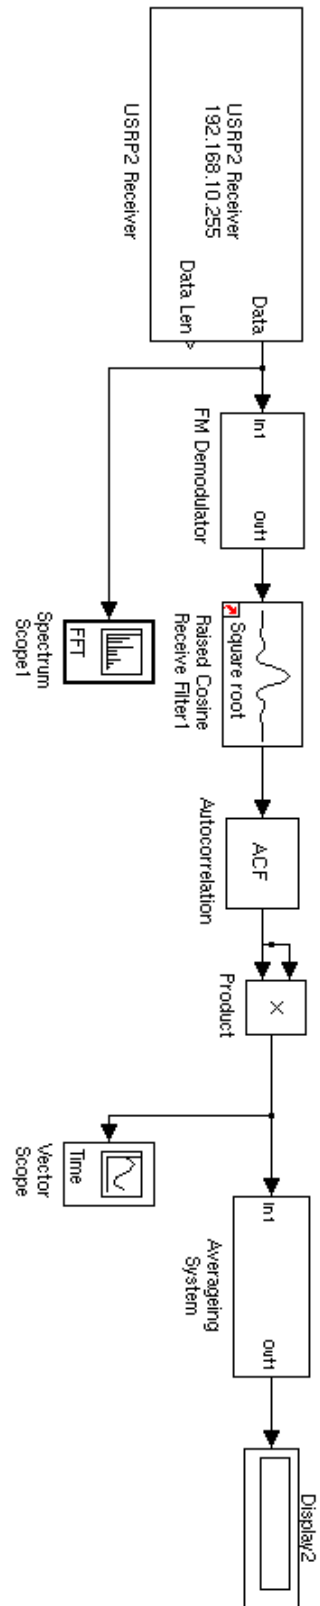 USRP2 Receiver
192.168.10.255
Data
Data Len >
USRP2 Receiver
In1
Out1
FM Demodulator
FFT
Spectrum
Scope1
Square root
Raised Cosine
Receive Filter1
ACF
Autocorrelation
×
Product
Time
Vector
Scope
In1
Out1
Averageing
System
Display2